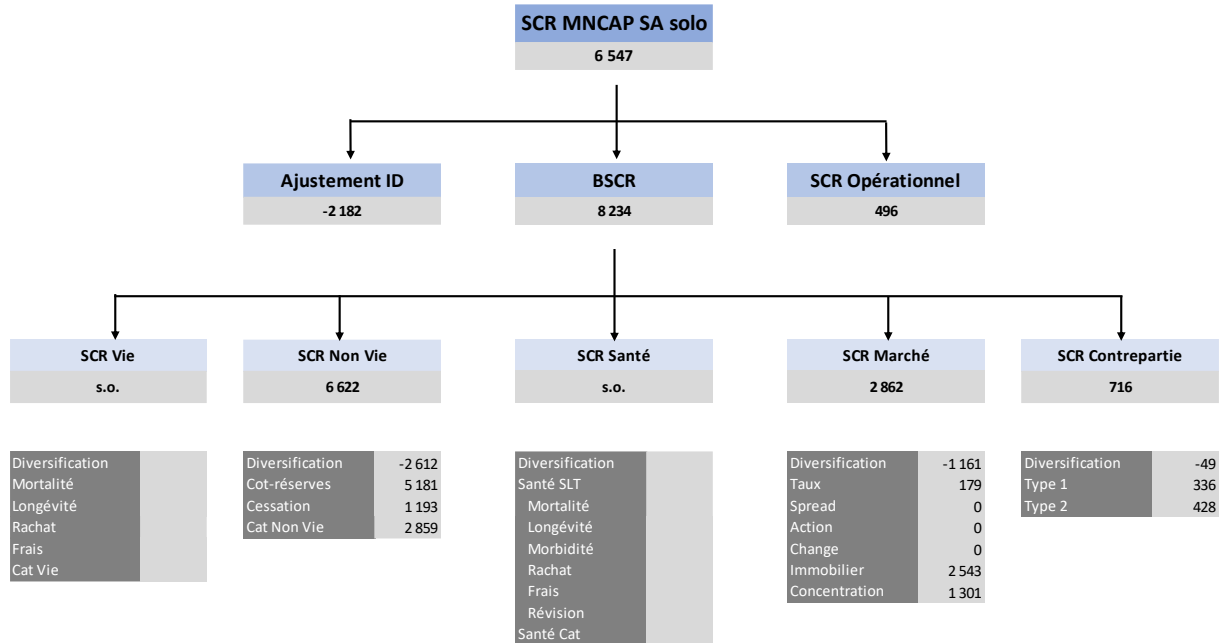 SCR MNCAP SA solo
6 547
Ajustement ID
-2 182
BSCR
8 234
SCR Opérationnel
496
SCR Vie
s.o.
SCR Non Vie
6 622
SCR Santé
s.o.
SCR Marché
2 862
SCR Contrepartie
716
Diversification
Mortalité
Longévité
Rachat
Frais
Cat Vie
Diversification -2 612
Cot-réserves 5 181
Cessation 1 193
Cat Non Vie 2 859
Diversification
Santé SLT
Mortalité
Longévité
Morbidité
Rachat
Frais
Révision
Santé Cat
Diversification -1 161
Taux 179
Spread 0
Action 0
Change 0
Immobilier 2 543
Concentration 1 301
Diversification -49
Type 1 336
Type 2 428